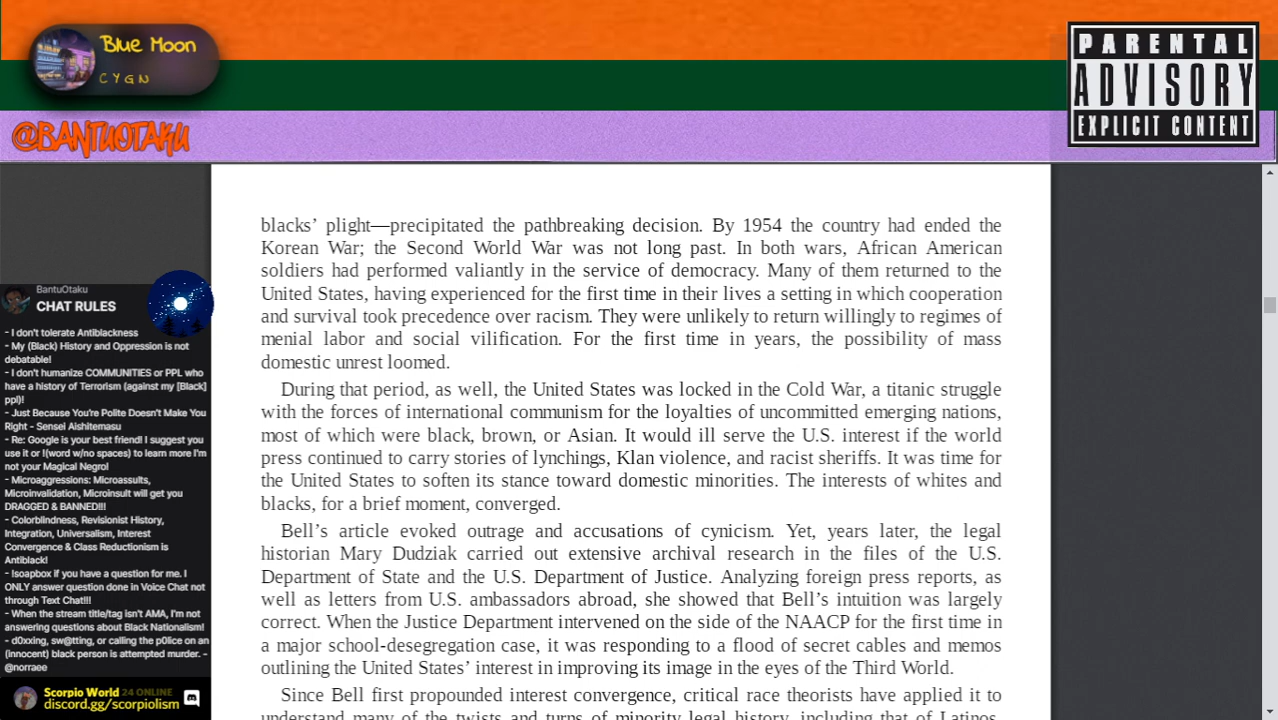 Blue Moon
CYGN
PARENTAL
ADVISORY
EXPLICIT CONTENT
@BANTUOTAKU
blacks’ plight—precipitated the pathbreaking decision. By 1954 the country had ended the
Korean War; the Second World War was not long past. In both wars, African American
soldiers had performed valiantly in the service of democracy. Many of them returned to the
United States, having experienced for the first time in their lives a setting in which cooperation
and survival took precedence over racism. They were unlikely to return willingly to regimes of
menial labor and social vilification. For the first time in years, the possibility of mass
domestic unrest loomed.
During that period, as well, the United States was locked in the Cold War, a titanic struggle
with the forces of international communism for the loyalties of uncommitted emerging nations,
most of which were black, brown, or Asian. It would ill serve the U.S. interest if the world
press continued to carry stories of lynchings, Klan violence, and racist sheriffs. It was time for
the United States to soften its stance toward domestic minorities. The interests of whites and
blacks, for a brief moment, converged.
Bell’s article evoked outrage and accusations of cynicism. Yet, years later, the legal
historian Mary Dudziak carried out extensive archival research in the files of the U.S.
Department of State and the U.S. Department of Justice. Analyzing foreign press reports, as
well as letters from U.S. ambassadors abroad, she showed that Bell’s intuition was largely
correct. When the Justice Department intervened on the side of the NAACP for the first time in
a major school-desegregation case, it was responding to a flood of secret cables and memos
outlining the United States’ interest in improving its image in the eyes of the Third World.
Since Bell first propounded interest convergence, critical race theorists have applied it to
understand many of the twists and turns of minority legal history, including that of Latinos.
BantuOtaku
CHAT RULES
- I don't tolerate Antiblackness
- My (Black) History and Oppression is not
debatable!
- I don't humanize COMMUNITIES or PPL who
have a history of Terrorism (against my [Black]
ppl)!
- Just Because You're Polite Doesn't Make You
Right - Sensei Aishitemasu
- Re: Google is your best friend! I suggest you
use it or !(word w/no spaces) to learn more I'm
not your Magical Negro!
- Microaggressions: Microassults,
Microinvalidation, Microinsult will get you
DRAGGED & BANNED!!!
- Colorblindness, Revisionist History,
Integration, Universalism, Interest
Convergence & Class Reductionism is
Antiblack!
- !soapbox if you have a question for me. I
ONLY answer question done in Voice Chat not
through Text Chat!!!
- When the stream title/tag isn't AMA, I'm not
answering questions about Black Nationalism!
- d0xxing, sw@tting, or calling the p0lice on an
(innocent) black person is attempted murder. -
@norraee
Scorpio World 24 ONLINE
discord.gg/scorpiolism